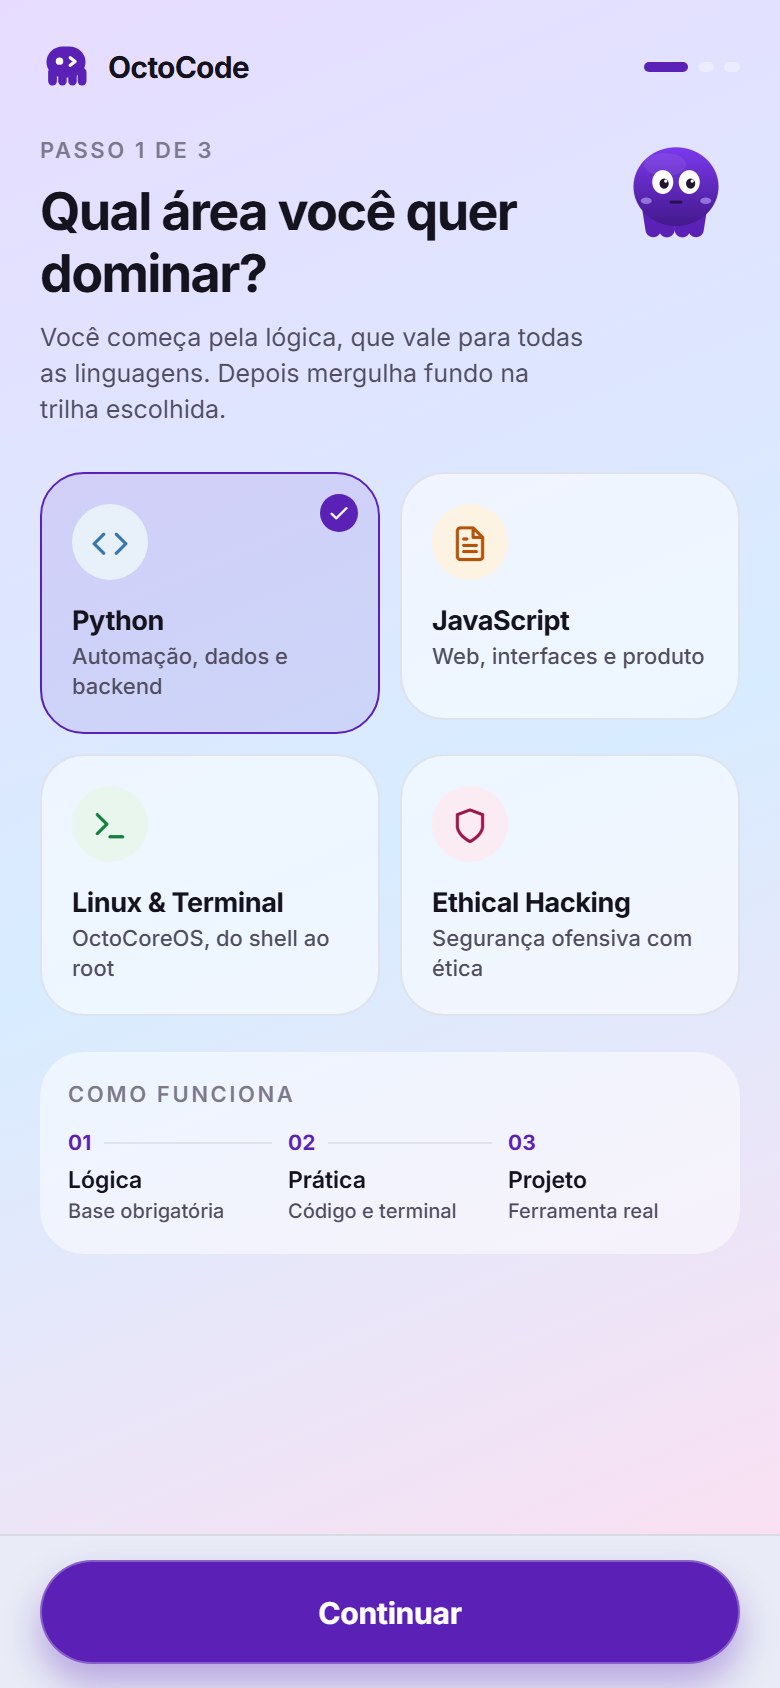 OctoCode
PASSO 1 DE 3
Qual área você quer
dominar?
Você começa pela lógica, que vale para todas
as linguagens. Depois mergulha fundo na
trilha escolhida.
Python
Automação, dados e
backend
JavaScript
Web, interfaces e produto
Linux & Terminal
OctoCoreOS, do shell ao
root
Ethical Hacking
Segurança ofensiva com
ética
COMO FUNCIONA
01
Lógica
Base obrigatória
02
Prática
Código e terminal
03
Projeto
Ferramenta real
Continuar